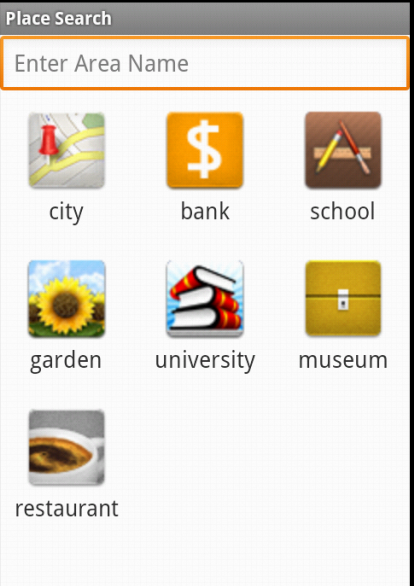 Place Search
Enter Area Name
$
city bank school
garden university museum
restaurant